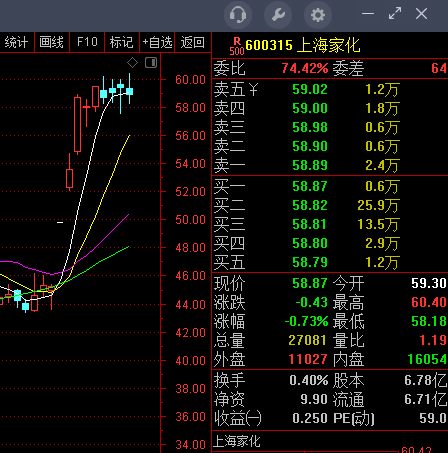 统计 画线 F10 标记 +自选 返回
R 500 600315 上海家化
委比 74.42% 委差 64
卖五￥ 59.02 1.2万
卖四 59.00 1.8万
卖三 58.98 0.6万
卖二 58.90 0.6万
卖一 58.89 2.4万
买一 58.87 0.6万
买二 58.82 25.9万
买三 58.81 13.5万
买四 58.80 2.9万
买五 58.79 1.2万
现价 58.87 今开 59.30
涨跌 -0.43 最高 60.40
涨幅 -0.73% 最低 58.18
总量 27081 量比 1.19
外盘 11027 内盘 16054
换手 0.40% 股本 6.78亿
净资 9.90 流通 6.71亿
收益㈠ 0.250 PE(动) 59.0
上海家化
60.42
60.00
58.00
56.00
54.00
52.00
50.00
48.00
46.00
44.00
42.00
40.00
38.00
36.00
34.00